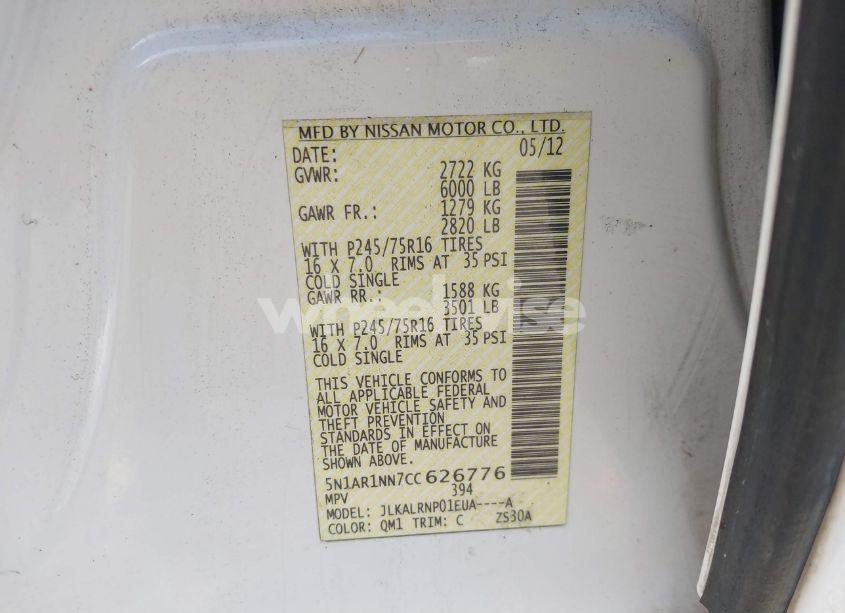 MFD BY NISSAN MOTOR CO., LTD.
DATE: 05/12
GVWR: 2722 KG
6000 LB
GAWR FR.: 1279 KG
2820 LB
WITH P245/75R16 TIRES
16 X 7.0 RIMS AT 35 PSI
COLD SINGLE
GAWR RR.: 1588 KG
3501 LB
wheelwise
WITH P245/75R16 TIRES
16 X 7.0 RIMS AT 35 PSI
COLD SINGLE
THIS VEHICLE CONFORMS TO
ALL APPLICABLE FEDERAL
MOTOR VEHICLE SAFETY AND
THEFT PREVENTION
STANDARDS IN EFFECT ON
THE DATE OF MANUFACTURE
SHOWN ABOVE.
5N1AR1NN7CC626776
MPV 394
MODEL: JLKALRNP01EUA----A
COLOR: QM1 TRIM: C ZS30A